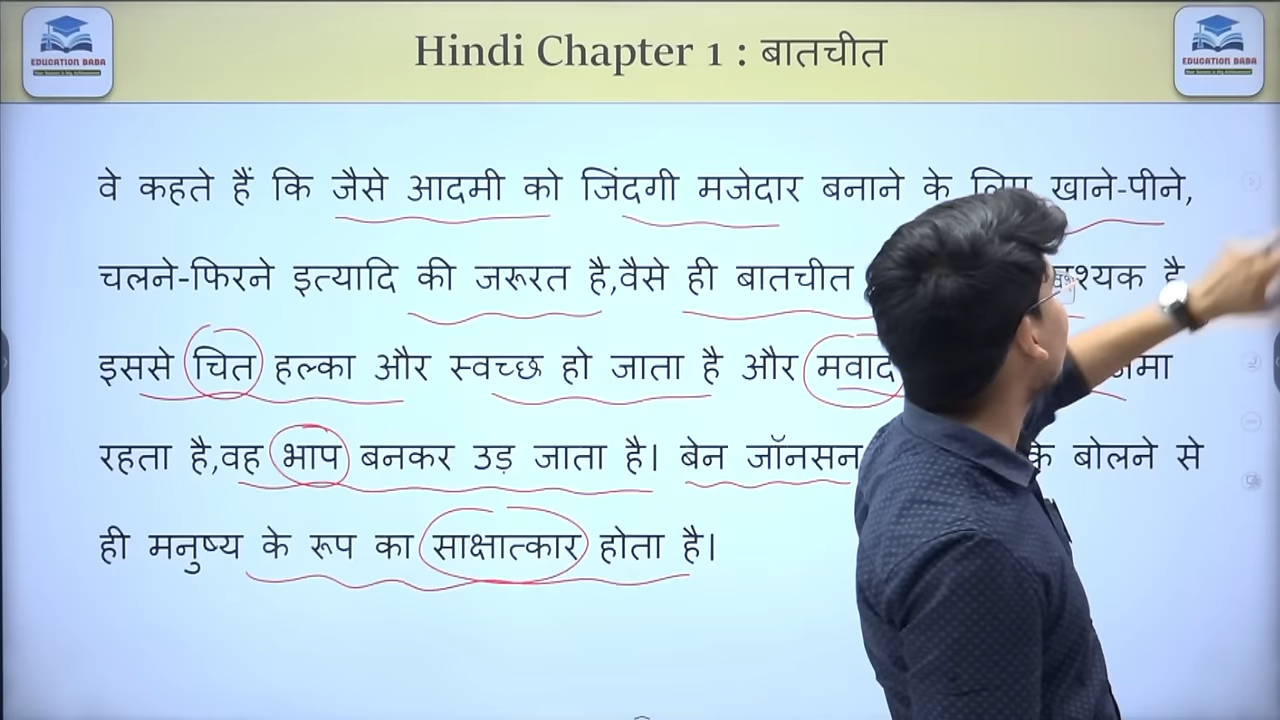 EDUCATION BABA
Hindi Chapter 1 : बातचीत
EDUCATION BABA
वे कहते हैं कि जैसे आदमी को जिंदगी मजेदार बनाने के लिए खाने-पीने,
चलने-फिरने इत्यादि की जरूरत है,वैसे ही बातचीत है
इससे चित हल्का और स्वच्छ हो जाता है और मवाद
रहता है,वह भाप बनकर उड़ जाता है। बेन जॉनसन के बोलने से
ही मनुष्य के रूप का साक्षात्कार होता है।